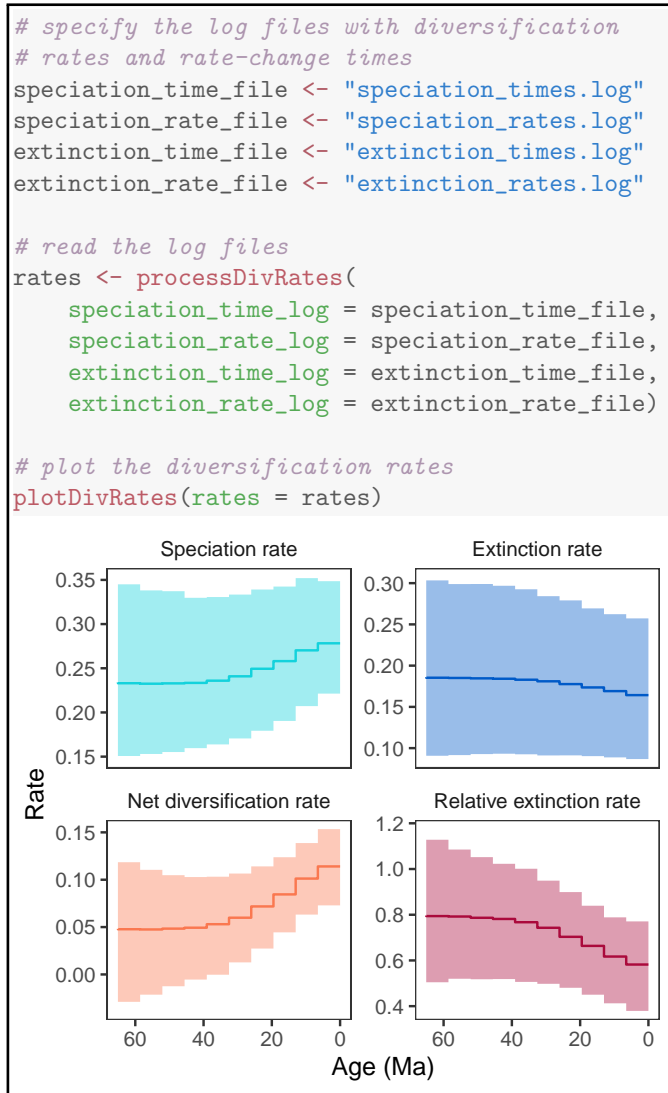 # specify the log files with diversification
# rates and rate-change times
speciation_time_file <- "speciation_times.log"
speciation_rate_file <- "speciation_rates.log"
extinction_time_file <- "extinction_times.log"
extinction_rate_file <- "extinction_rates.log"
# read the log files
rates <- processDivRates(
    speciation_time_log = speciation_time_file,
    speciation_rate_log = speciation_rate_file,
    extinction_time_log = extinction_time_file,
    extinction_rate_log = extinction_rate_file)
# plot the diversification rates
plotDivRates(rates = rates)
Speciation rate
0.35
0.30
0.25
0.20
0.15
Extinction rate
0.30
0.25
0.20
0.15
0.10
Rate
Net diversification rate
0.15
0.10
0.05
0.00
60 40 20 0
Relative extinction rate
1.2
1.0
0.8
0.6
0.4
60 40 20 0
Age (Ma)